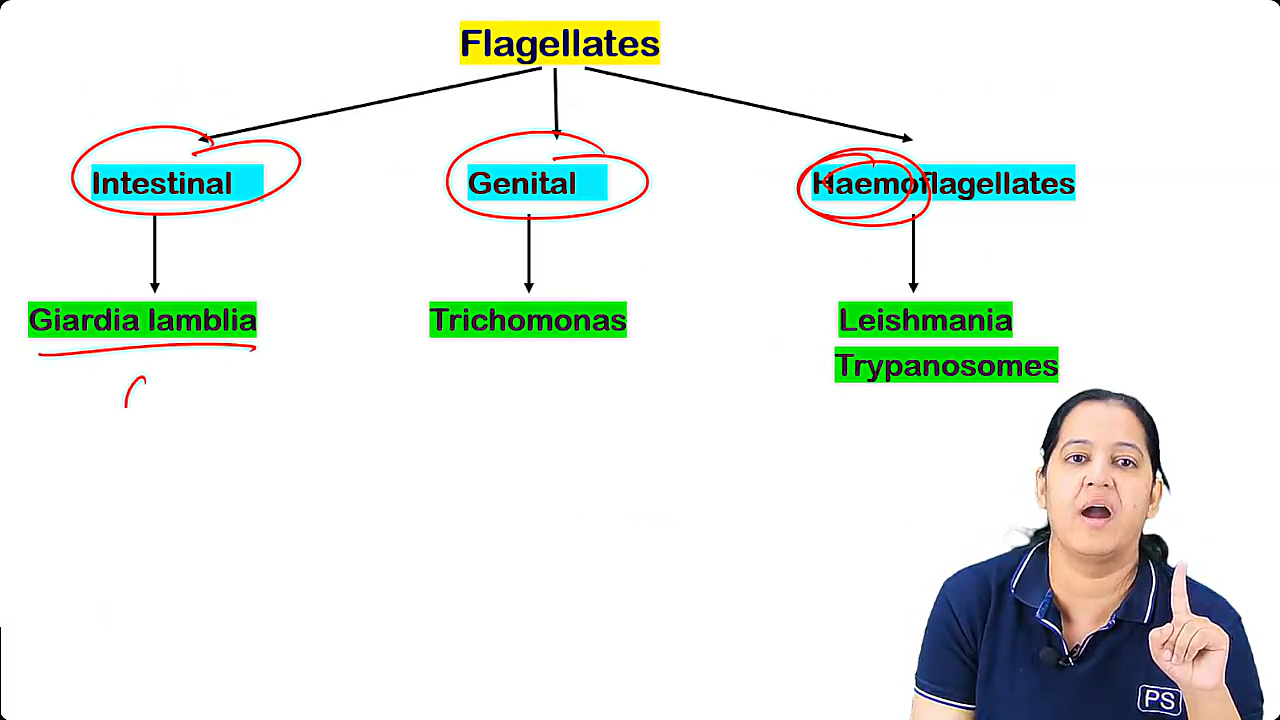 Flagellates
Intestinal
Genital
Haemoflagellates
Giardia lamblia
Trichomonas
Leishmania
Trypanosomes
PS